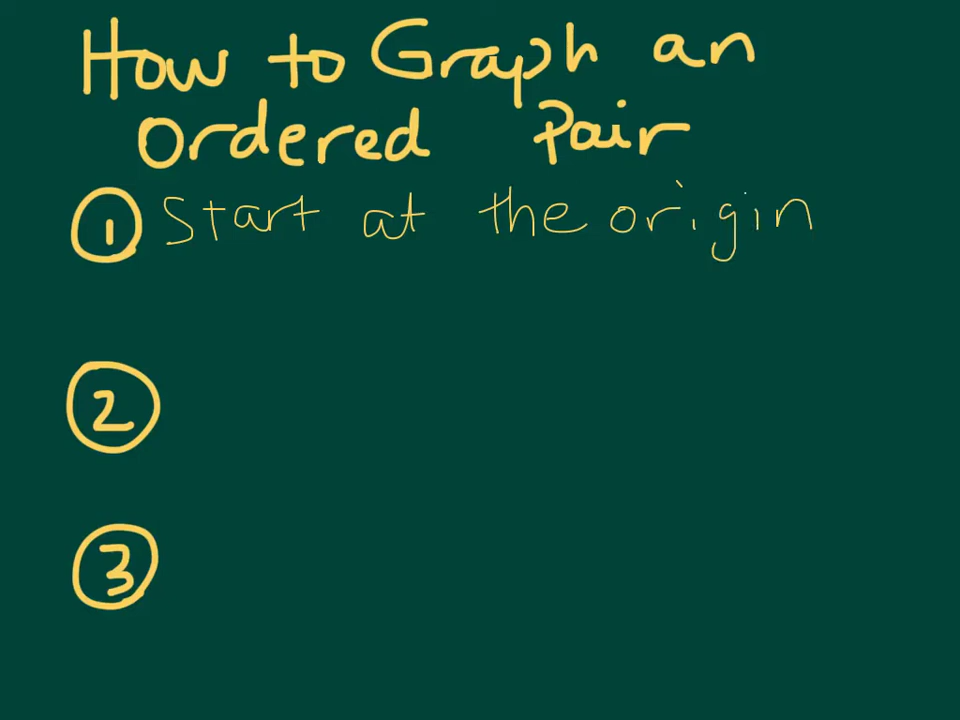 How to Graph an
Ordered Pair
1 Start at the origin
2
3